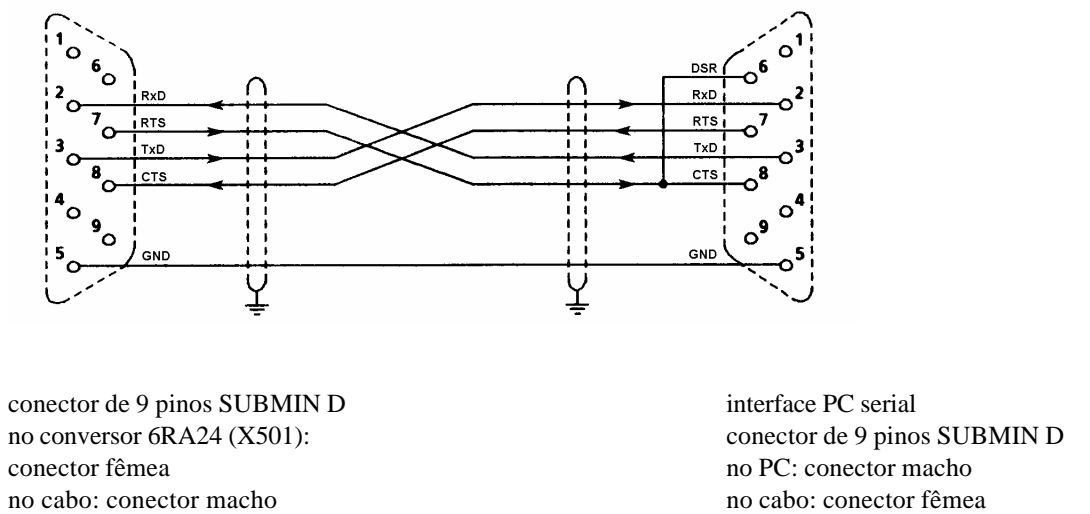 1
6
2
RxD
7
RTS
3
TxD
8
CTS
4
9
5
GND
1
DSR
6
RxD
2
RTS
7
TxD
3
CTS
8
4
9
GND
5
conector de 9 pinos SUBMIN D
no conversor 6RA24 (X501):
conector fêmea
no cabo: conector macho
interface PC serial
conector de 9 pinos SUBMIN D
no PC: conector macho
no cabo: conector fêmea